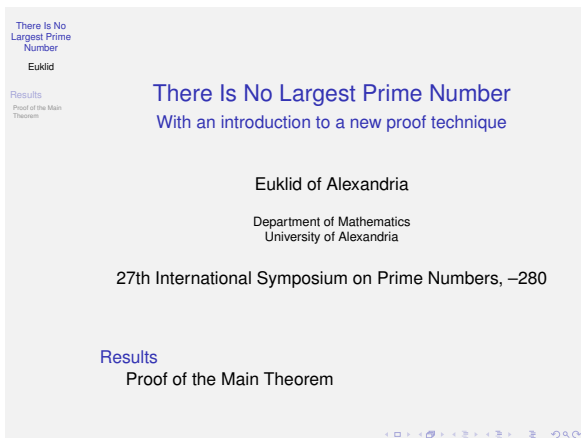 There Is No
Largest Prime
Number
Euklid
Results
Proof of the Main
Theorem
There Is No Largest Prime Number
With an introduction to a new proof technique
Euklid of Alexandria
Department of Mathematics
University of Alexandria
27th International Symposium on Prime Numbers, –280
Results
Proof of the Main Theorem